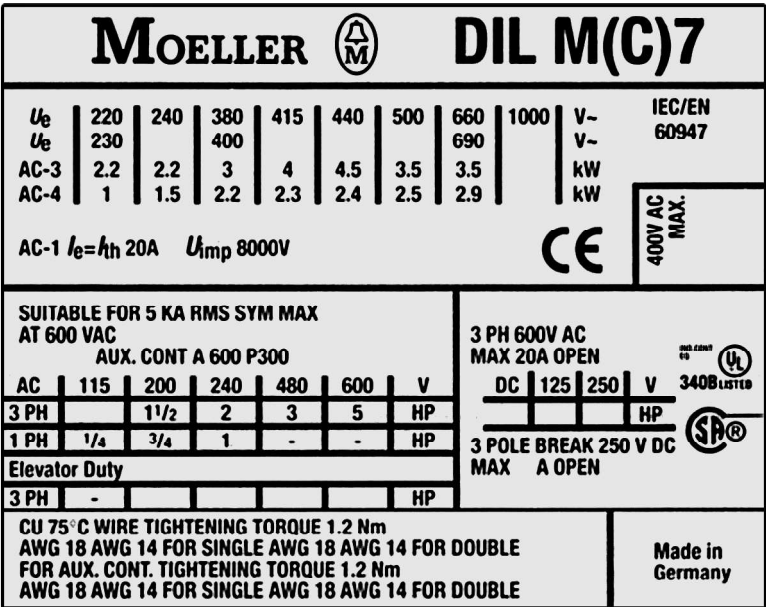 MOELLER M DIL M(C)7
Ue 220 240 380 415 440 500 660 1000 V~
Ue 230 400 690 V~
AC-3 2.2 2.2 3 4 4.5 3.5 3.5 kW
AC-4 1 1.5 2.2 2.3 2.4 2.5 2.9 kW
IEC/EN
60947
AC-1 Ie=Ith 20A Uimp 8000V
CE
400V AC
MAX.
SUITABLE FOR 5 KA RMS SYM MAX
AT 600 VAC
AUX. CONT A 600 P300
AC 115 200 240 480 600 V
3 PH 1 1/2 2 3 5 HP
1 PH 1/4 3/4 1 - - HP
Elevator Duty
3 PH - HP
3 PH 600V AC
MAX 20A OPEN
DC 125 250 V
HP
3 POLE BREAK 250 V DC
MAX A OPEN
UL
340B LISTED
SA®
CU 75°C WIRE TIGHTENING TORQUE 1.2 Nm
AWG 18 AWG 14 FOR SINGLE AWG 18 AWG 14 FOR DOUBLE
FOR AUX. CONT. TIGHTENING TORQUE 1.2 Nm
AWG 18 AWG 14 FOR SINGLE AWG 18 AWG 14 FOR DOUBLE
Made in
Germany